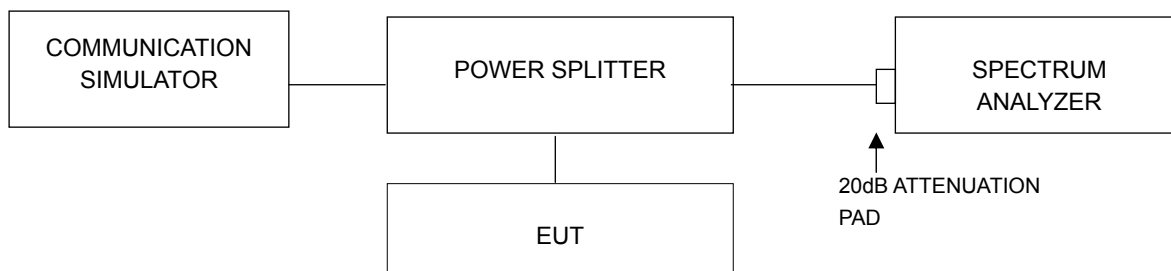 COMMUNICATION
SIMULATOR
POWER SPLITTER
SPECTRUM
ANALYZER
20dB ATTENUATION
PAD
EUT